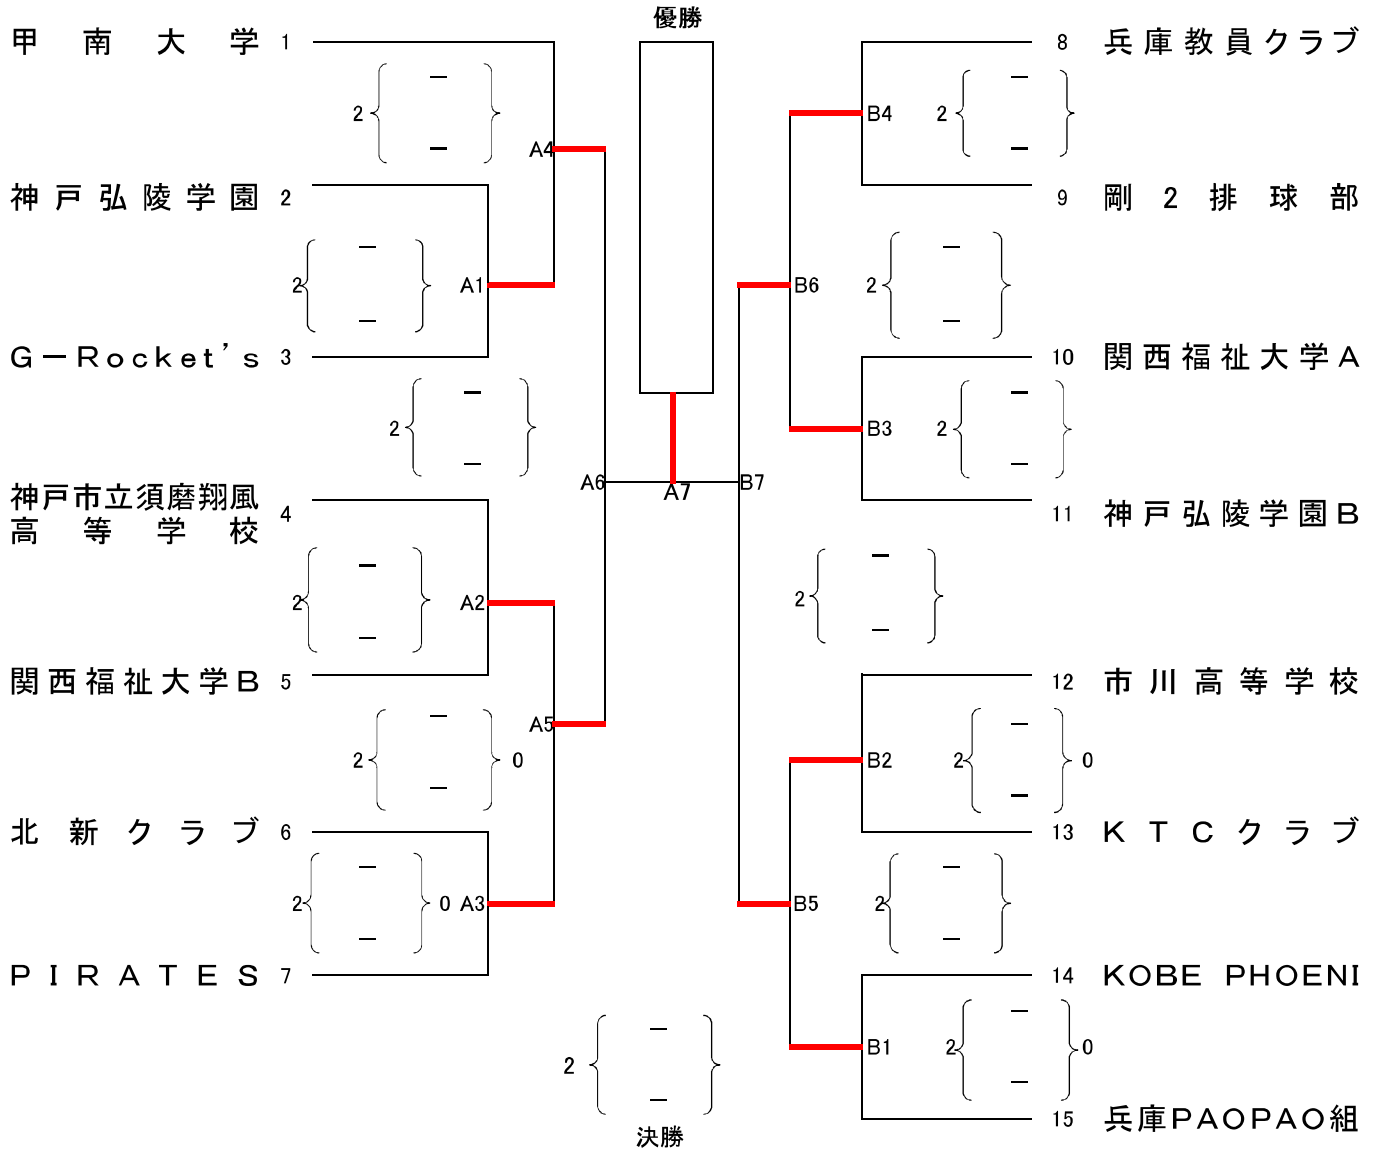 優勝
甲南大学 1
2 { － － }
A4
神戸弘陵学園 2
2 { － － }
A1
G－Rocket's 3
2 { － － }
A6
神戸市立須磨翔風
高等学校 4
2 { － － }
A2
関西福祉大学B 5
2 { － － } 0
A5
北新クラブ 6
2 { － － } 0 A3
PIRATES 7
A7
B7
8 兵庫教員クラブ
B4 2 { － － }
9 剛2排球部
B6 2 { － － }
10 関西福祉大学A
B3 2 { － － }
11 神戸弘陵学園B
2 { － － }
12 市川高等学校
B2 2 { － － } 0
13 KTCクラブ
B5 2 { － － }
14 KOBE PHOENI
B1 2 { － － } 0
15 兵庫PAOPAO組
2 { － － }
決勝